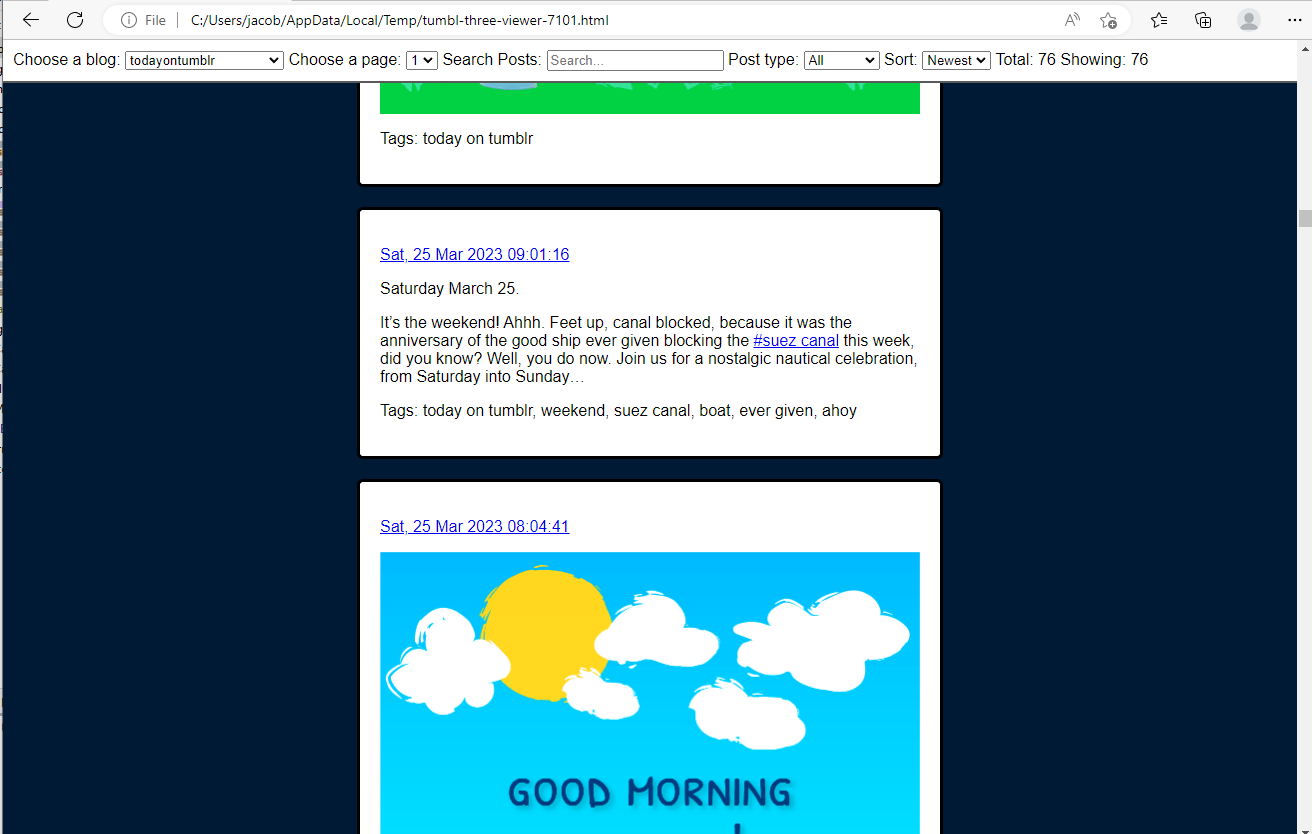 File C:/Users/jacob/AppData/Local/Temp/tumbl-three-viewer-7101.html
Choose a blog: todayontumblr Choose a page: 1 Search Posts: Search... Post type: All Sort: Newest Total: 76 Showing: 76
Tags: today on tumblr
Sat, 25 Mar 2023 09:01:16
Saturday March 25.
It’s the weekend! Ahhh. Feet up, canal blocked, because it was the
anniversary of the good ship ever given blocking the #suez canal this week,
did you know? Well, you do now. Join us for a nostalgic nautical celebration,
from Saturday into Sunday…
Tags: today on tumblr, weekend, suez canal, boat, ever given, ahoy
Sat, 25 Mar 2023 08:04:41
GOOD MORNING